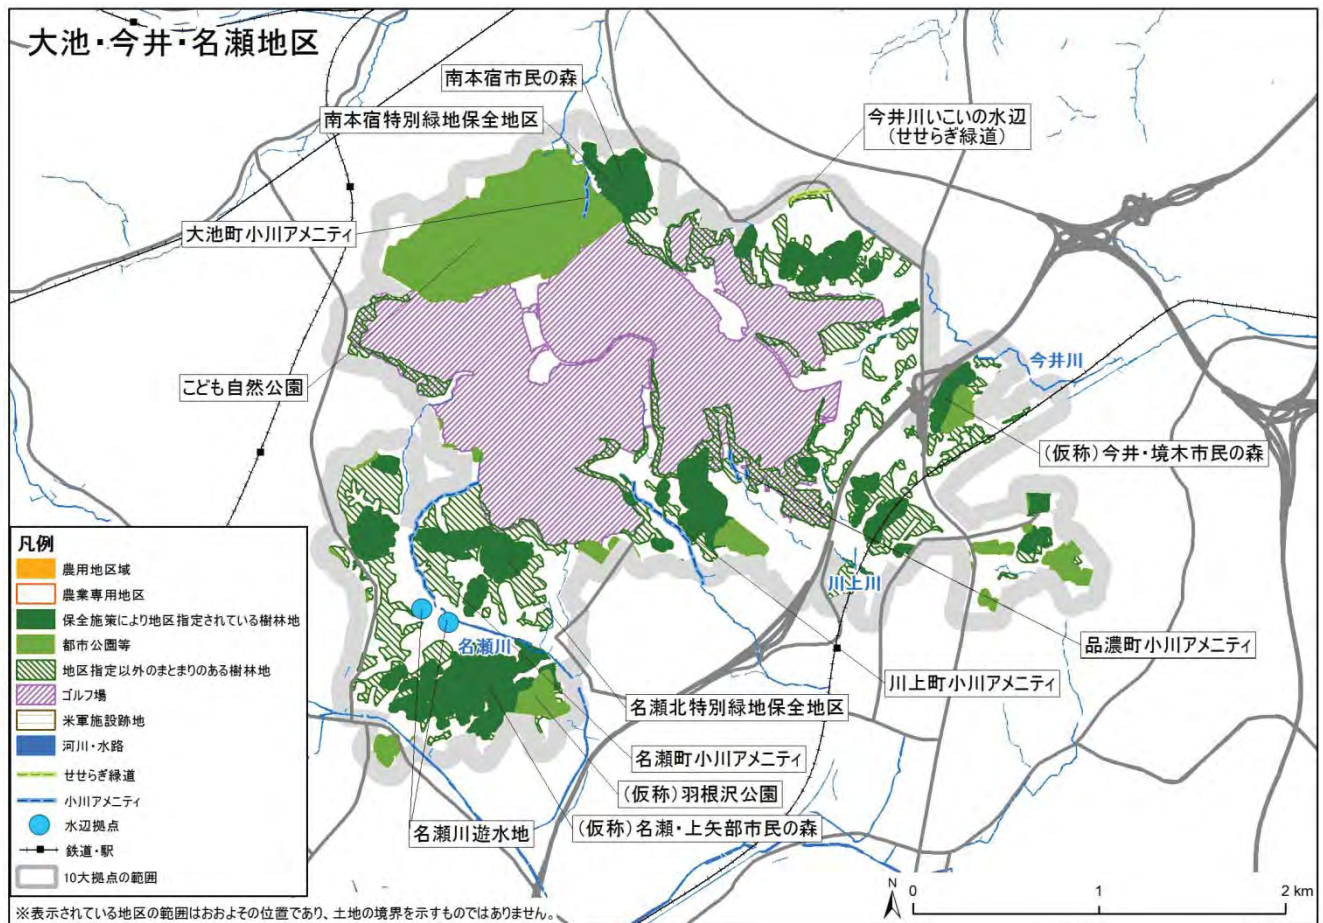 大池・今井・名瀬地区
南本宿市民の森
南本宿特別緑地保全地区
今井川いこいの水辺
(せせらぎ緑道)
大池町小川アメニティ
こども自然公園
今井川
(仮称)今井・境木市民の森
川上川
品濃町小川アメニティ
川上町小川アメニティ
名瀬川
名瀬北特別緑地保全地区
名瀬町小川アメニティ
(仮称)羽根沢公園
(仮称)名瀬・上矢部市民の森
名瀬川遊水地
凡例
農用地区域
農業専用地区
保全施策により地区指定されている樹林地
都市公園等
地区指定以外のまとまりのある樹林地
ゴルフ場
米軍施設跡地
河川・水路
せせらぎ緑道
小川アメニティ
水辺拠点
鉄道・駅
10大拠点の範囲
N
0 1 2 km
※表示されている地区の範囲はおおよその位置であり、土地の境界を示すものではありません。